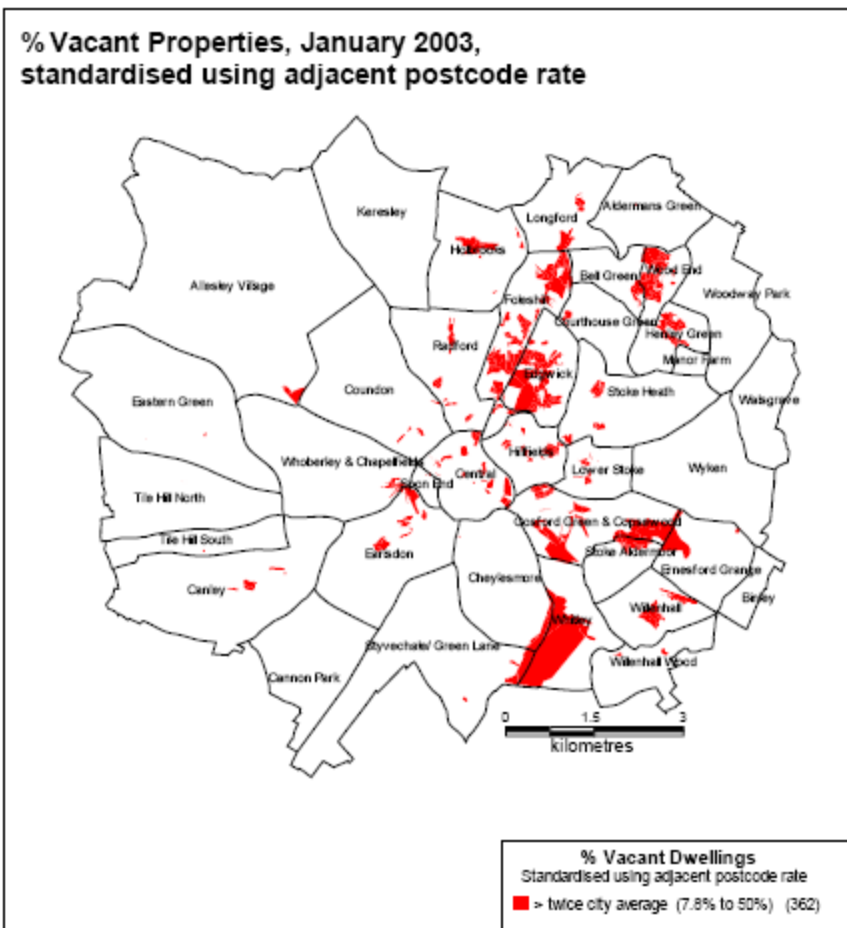 % Vacant Properties, January 2003,
standardised using adjacent postcode rate
Keresley
Longford
Aldermans Green
Holbrooks
Bell Green
Wood End
Allesley Village
Woodway Park
Foleshill
Courthouse Green
Henley Green
Radford
Manor Farm
Edgwick
Coundon
Stoke Heath
Eastern Green
Walsgrave
Whoberley & Chapelfields
Hillfields
Central
Lower Stoke
Wyken
Spon End
Tile Hill North
Gosford Green & Copsewood
Tile Hill South
Stoke Aldermoor
Earlsdon
Ernesford Grange
Cheylesmore
Canley
Binley
Willenhall
Whitley
Styvechale/ Green Lane
Willenhall Wood
Cannon Park
0 1.5 3
kilometres
% Vacant Dwellings
Standardised using adjacent postcode rate
> twice city average (7.8% to 50%) (362)